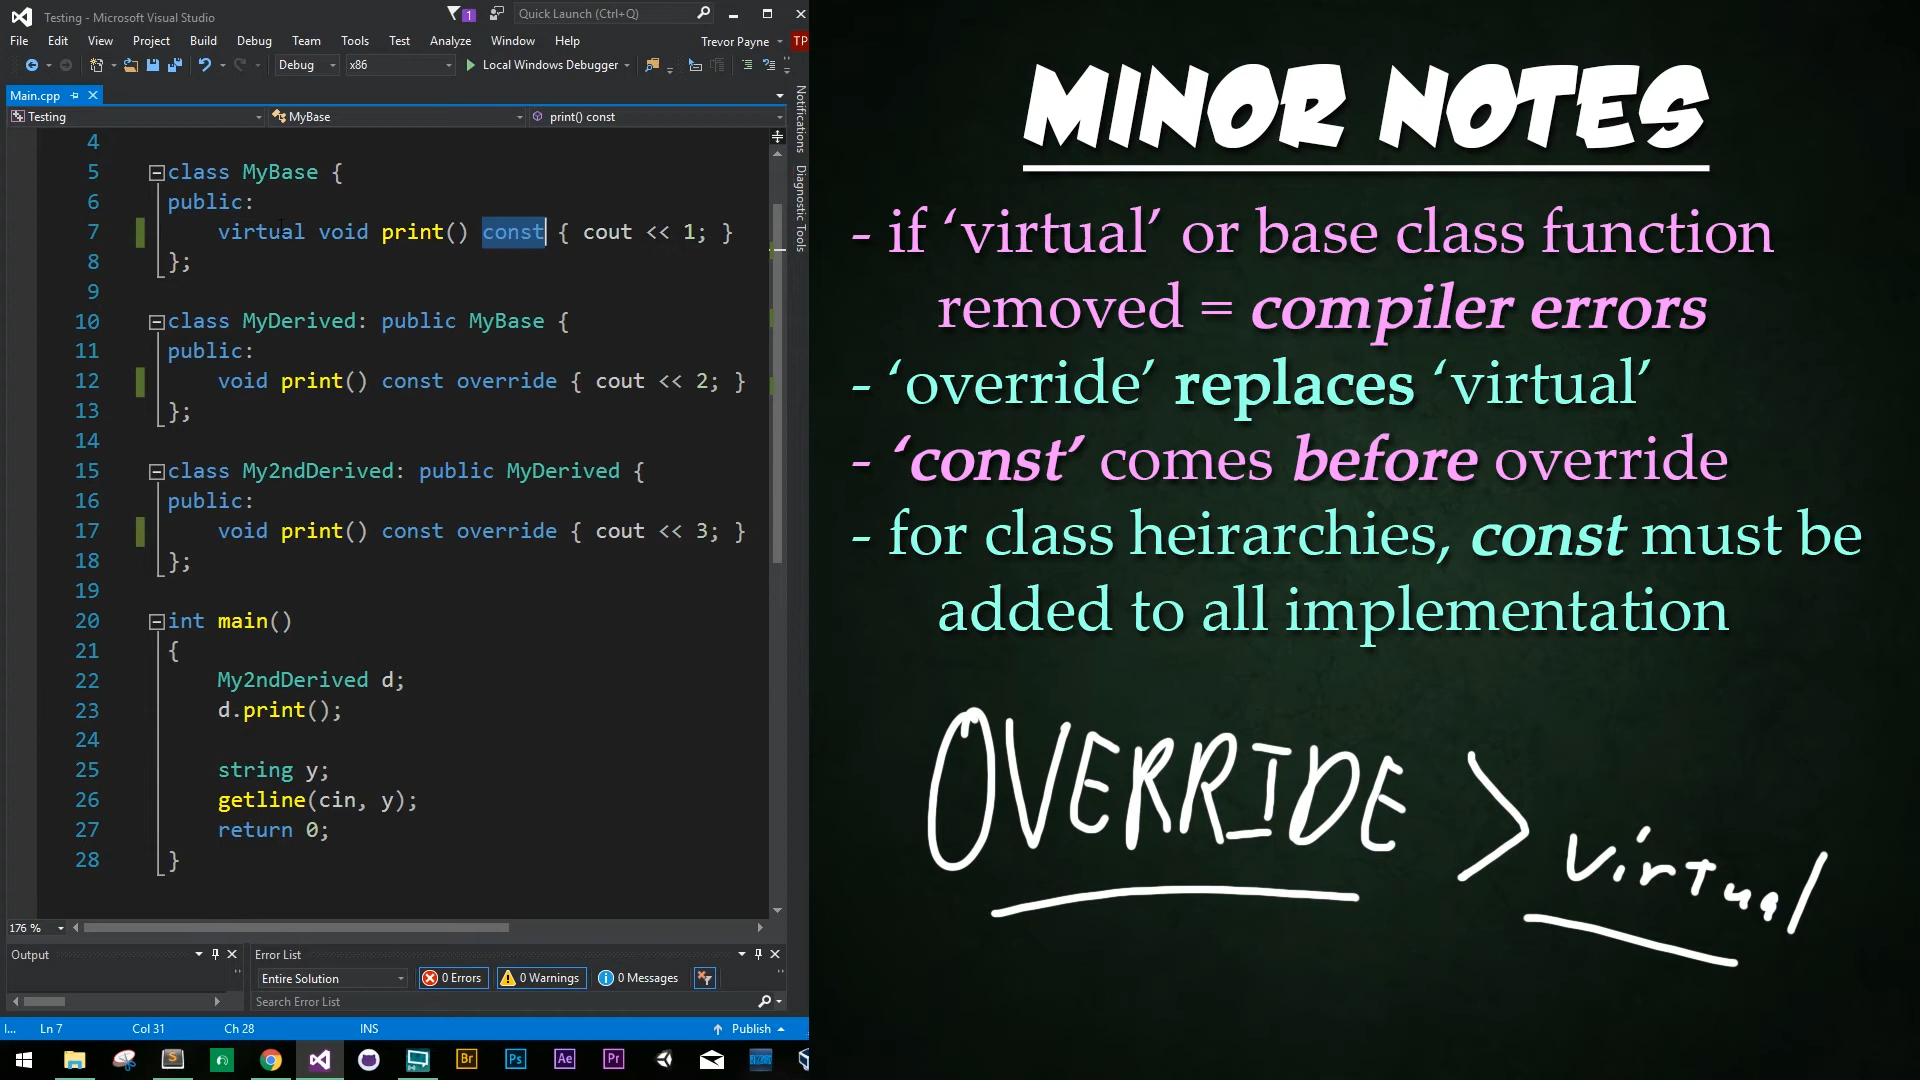 Testing - Microsoft Visual Studio
1
Quick Launch (Ctrl+Q)
File Edit View Project Build Debug Team Tools Test Analyze Window Help
Trevor Payne
TP
Debug
x86
Local Windows Debugger
Main.cpp
Testing
MyBase
print() const
Notifications
Diagnostic Tools
4
5 class MyBase {
6 public:
7 virtual void print() const { cout << 1; }
8 };
9
10 class MyDerived: public MyBase {
11 public:
12 void print() const override { cout << 2; }
13 };
14
15 class My2ndDerived: public MyDerived {
16 public:
17 void print() const override { cout << 3; }
18 };
19
20 int main()
21 {
22 My2ndDerived d;
23 d.print();
24
25 string y;
26 getline(cin, y);
27 return 0;
28 }
176 %
Output
Error List
Entire Solution
0 Errors
0 Warnings
0 Messages
Search Error List
I...
Ln 7
Col 31
Ch 28
INS
Publish
S
Br
Ps
Ae
Pr
MINOR NOTES
- if ‘virtual’ or base class function
removed = compiler errors
- ‘override’ replaces ‘virtual’
- ‘const’ comes before override
- for class heirarchies, const must be
added to all implementation
OVERRIDE > virtual